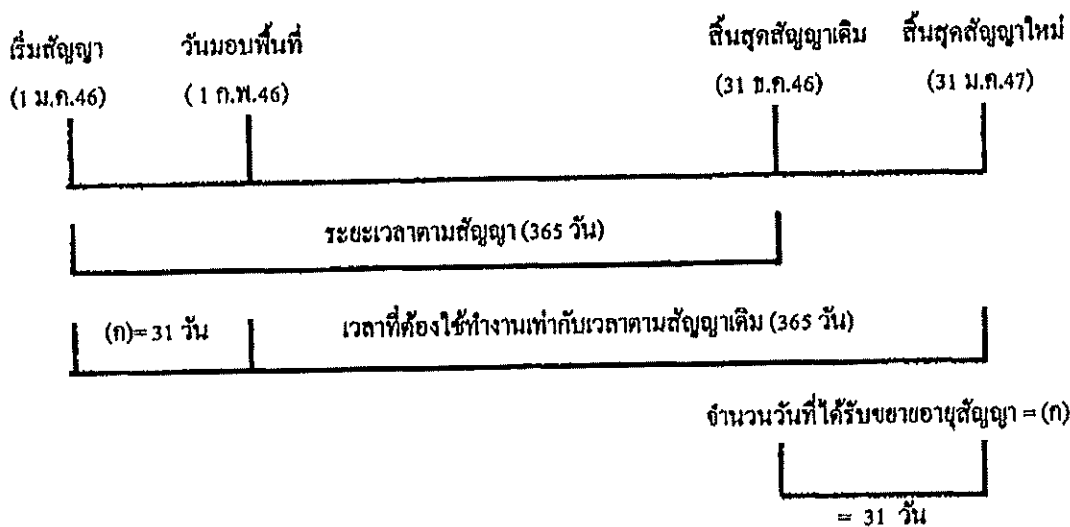 เริ่มสัญญา วันมอบพื้นที่ สิ้นสุดสัญญาเดิม สิ้นสุดสัญญาใหม่
(1 ม.ค.46) ( 1 ก.พ.46) (31 ธ.ค.46) (31 ม.ค.47)
ระยะเวลาตามสัญญา (365 วัน)
(ก)= 31 วัน เวลาที่ต้องใช้ทำงานเท่ากับเวลาตามสัญญาเดิม (365 วัน)
จำนวนวันที่ได้รับขยายอายุสัญญา = (ก)
= 31 วัน